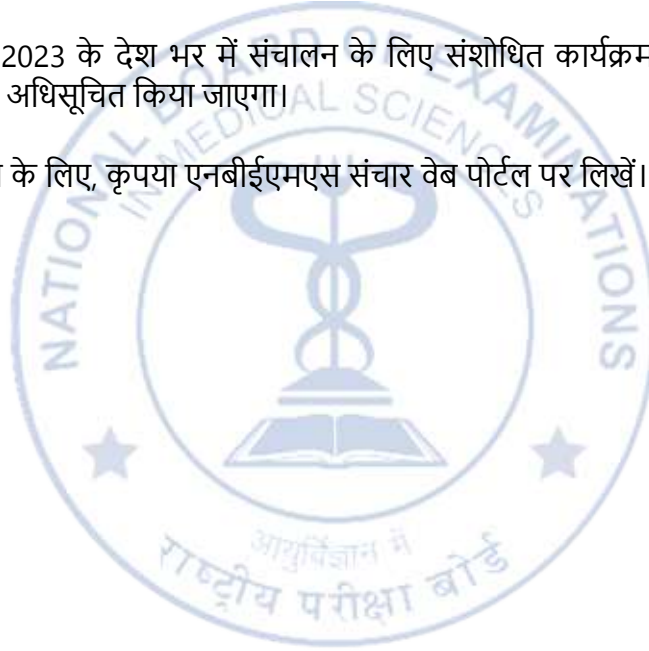 2023 के देश भर में संचालन के लिए संशोधित कार्यक्रम
अधिसूचित किया जाएगा।
के लिए, कृपया एनबीईएमएस संचार वेब पोर्टल पर लिखें।
NATIONAL BOARD OF EXAMINATIONS
IN MEDICAL SCIENCES
आयुर्विज्ञान में
राष्ट्रीय परीक्षा बोर्ड